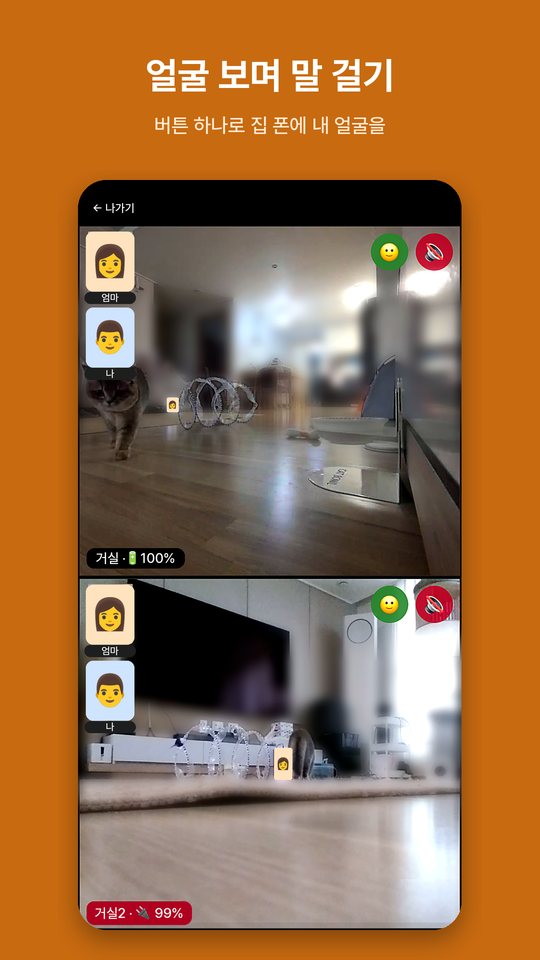 얼굴 보며 말 걸기
버튼 하나로 집 폰에 내 얼굴을
← 나가기
엄마
나
거실 · 100%
엄마
나
거실2 · 99%